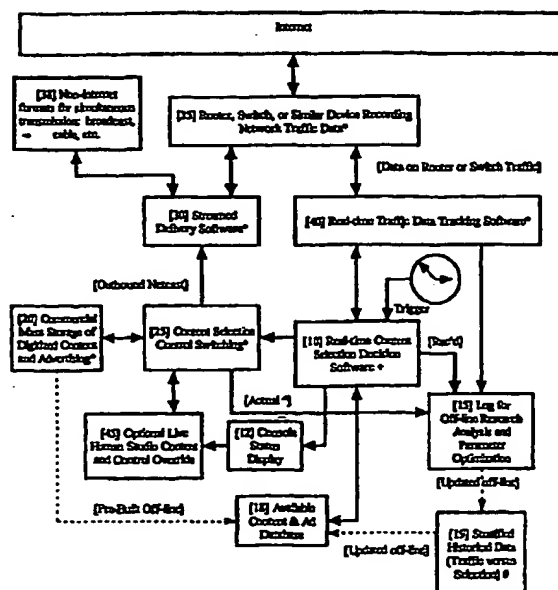 Internet
[32] Non-Internet
formats for simultaneous
transmission: broadcast,
cable, etc.
[35] Router, Switch, or Similar Device Recording
Network Traffic Data*
[Data on Router or Switch Traffic]
[30] Streamed
Delivery Software*
[40] Real-time Traffic Data Tracking Software*
[Outbound Netcast]
Trigger
[20] Commercial
Mass Storage of
Digitized Content
and Advertising*
[25] Content Selection
Control Switching*
[10] Real-time Content
Selection Decision
Software +
[Rec'd]
[Actual ^]
[15] Log for
Off-line Research
Analysis and
Parameter
Optimization
[45] Optional Live
Human Studio Content
and Control Override
[12] Console
Status
Display
[Updated off-line]
[Pre-Built Off-line]
[18] Available
Content & Ad
Database
[Updated off-line]
[19] Stratified
Historical Data
(Traffic versus
Selection) #